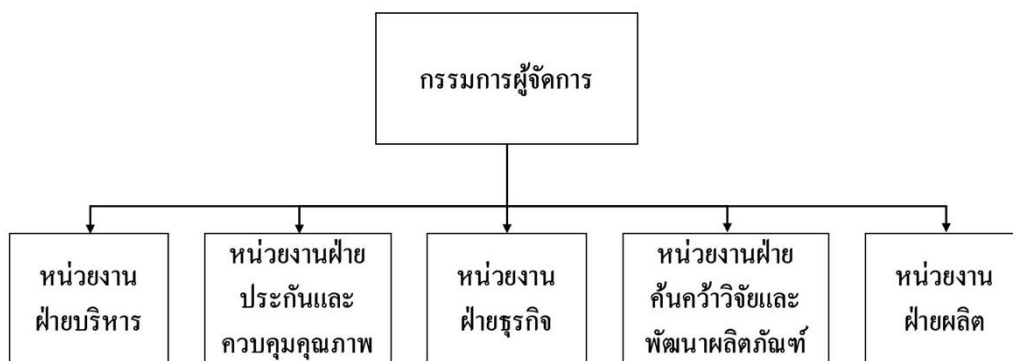 กรรมการผู้จัดการ
หน่วยงาน
ฝ่ายบริหาร
หน่วยงานฝ่าย
ประกันและ
ควบคุมคุณภาพ
หน่วยงาน
ฝ่ายธุรกิจ
หน่วยงานฝ่าย
ค้นคว้าวิจัยและ
พัฒนาผลิตภัณฑ์
หน่วยงาน
ฝ่ายผลิต